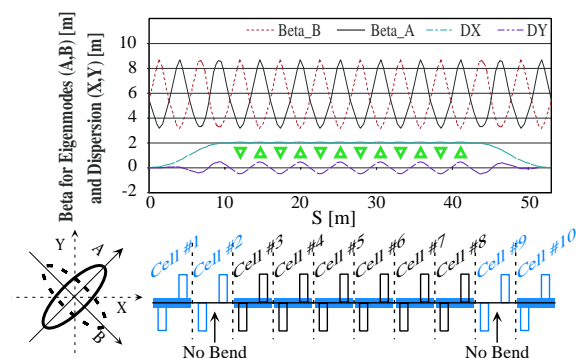 Beta for Eigenmodes (A,B) [m]
and Dispersion (X,Y) [m]
10
8
6
4
2
0
-2
Beta_B
Beta_A
DX
DY
0
10
20
30
40
50
S [m]
Y
A
X
B
Cell #1
Cell #2
Cell #3
Cell #4
Cell #5
Cell #6
Cell #7
Cell #8
Cell #9
Cell #10
No Bend
No Bend